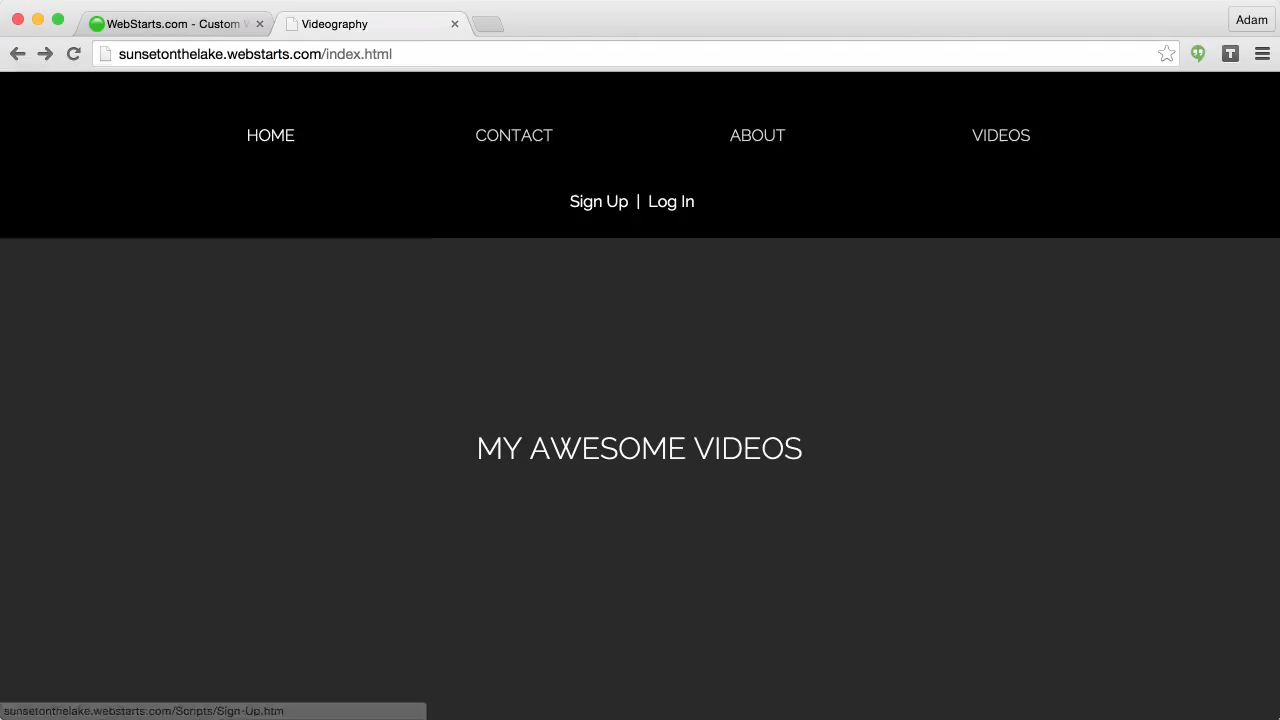 WebStarts.com - Custom W
Videography
Adam
sunsetonthelake.webstarts.com/index.html
HOME CONTACT ABOUT VIDEOS
Sign Up | Log In
MY AWESOME VIDEOS
sunsetonthelake.webstarts.com/Scripts/Sign-Up.htm